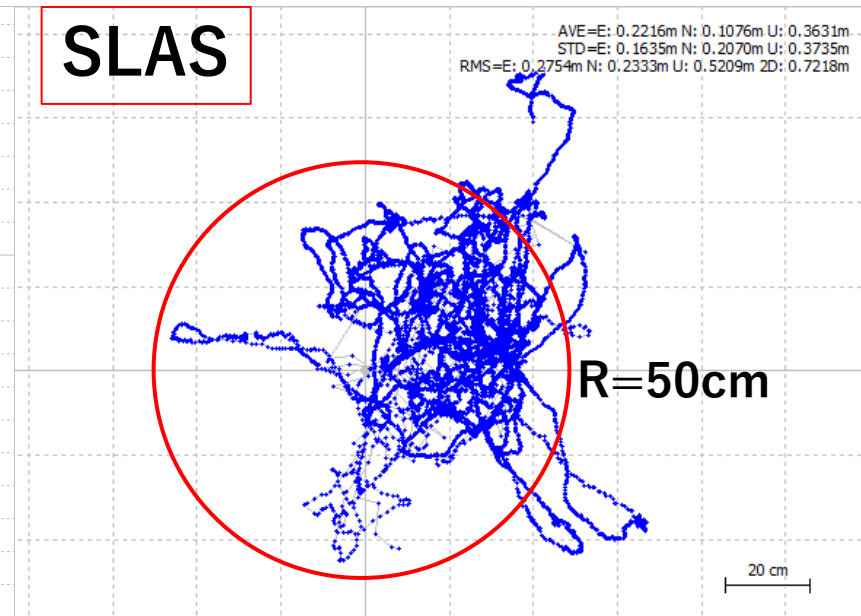 SLAS
AVE=E: 0.2216m N: 0.1076m U: 0.3631m
STD=E: 0.1635m N: 0.2070m U: 0.3735m
RMS=E: 0.2754m N: 0.2333m U: 0.5209m 2D: 0.7218m
R=50cm
20 cm